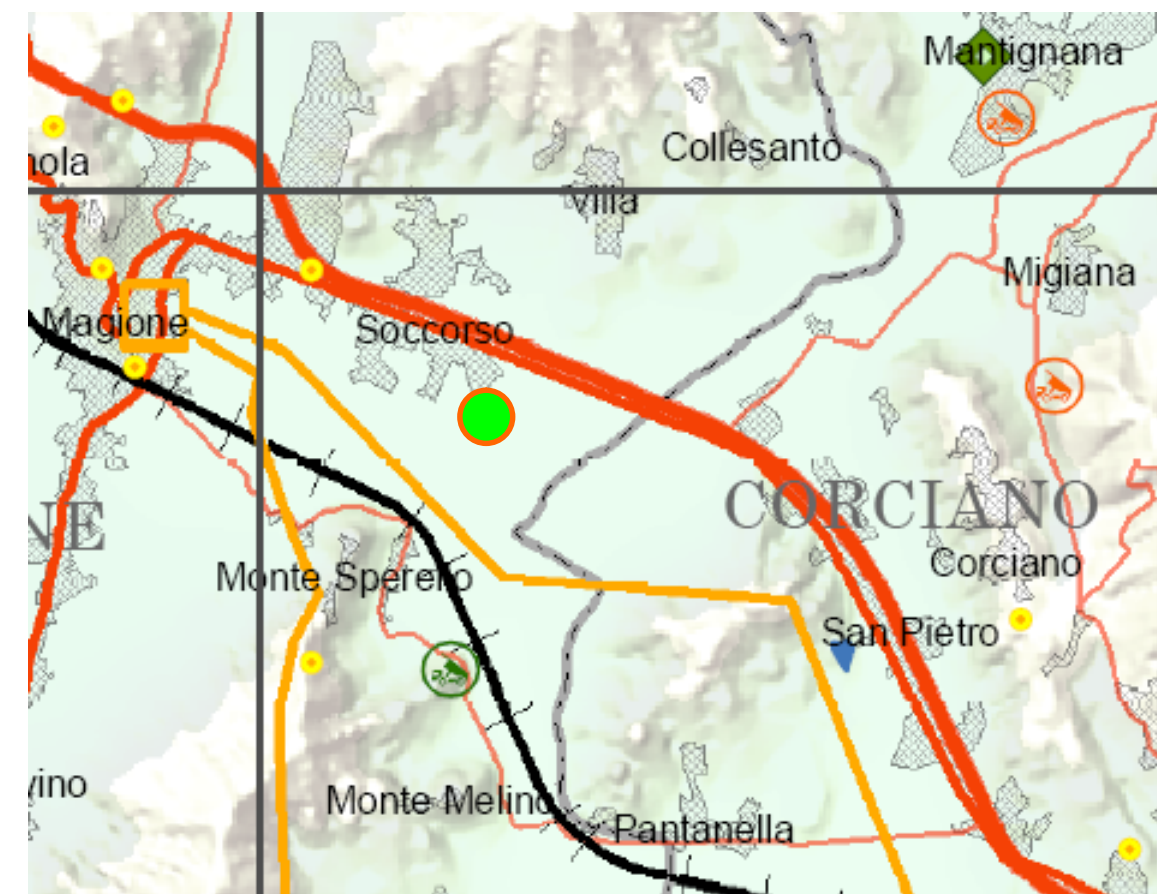 Mantignana
Collesanto
nola
Villa
Migiana
Magione
Soccorso
CORCIANO
NE
Corciano
Monte Sperello
San Pietro
vino
Monte Melino
Pantanella